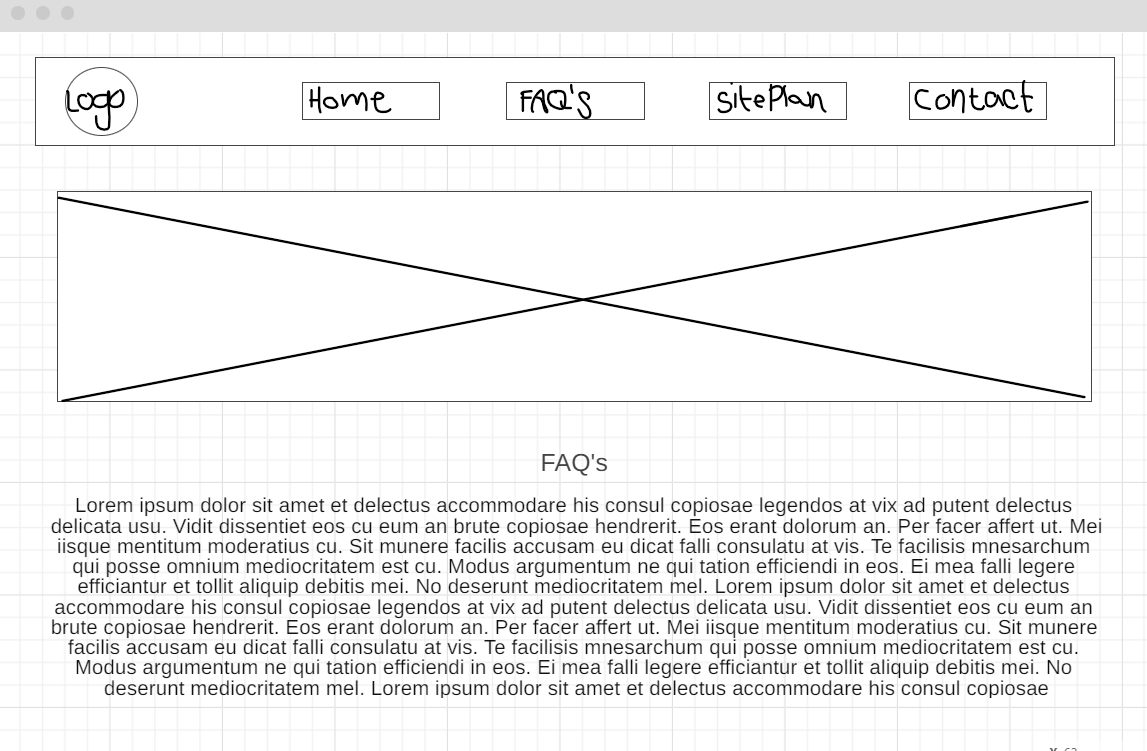 Logo
Home
FAQ's
sitePlan
Contact
FAQ's
Lorem ipsum dolor sit amet et delectus accommodare his consul copiosae legendos at vix ad putent delectus
delicata usu. Vidit dissentiet eos cu eum an brute copiosae hendrerit. Eos erant dolorum an. Per facer affert ut. Mei
iisque mentitum moderatius cu. Sit munere facilis accusam eu dicat falli consulatu at vis. Te facilisis mnesarchum
qui posse omnium mediocritatem est cu. Modus argumentum ne qui tation efficiendi in eos. Ei mea falli legere
efficiantur et tollit aliquip debitis mei. No deserunt mediocritatem mel. Lorem ipsum dolor sit amet et delectus
accommodare his consul copiosae legendos at vix ad putent delectus delicata usu. Vidit dissentiet eos cu eum an
brute copiosae hendrerit. Eos erant dolorum an. Per facer affert ut. Mei iisque mentitum moderatius cu. Sit munere
facilis accusam eu dicat falli consulatu at vis. Te facilisis mnesarchum qui posse omnium mediocritatem est cu.
Modus argumentum ne qui tation efficiendi in eos. Ei mea falli legere efficiantur et tollit aliquip debitis mei. No
deserunt mediocritatem mel. Lorem ipsum dolor sit amet et delectus accommodare his consul copiosae